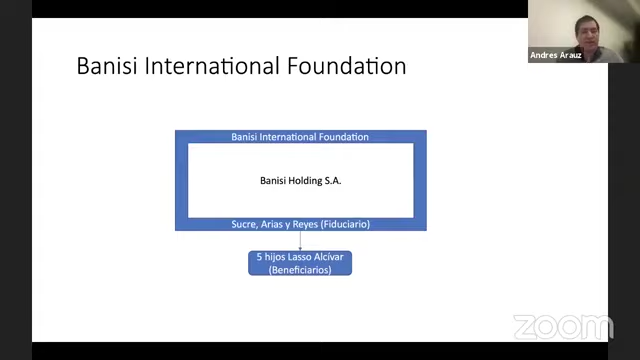 Andres Arauz
Banisi International Foundation
Banisi International Foundation
Banisi Holding S.A.
Sucre, Arias y Reyes (Fiduciario)
5 hijos Lasso Alcívar
(Beneficiarios)
zoom